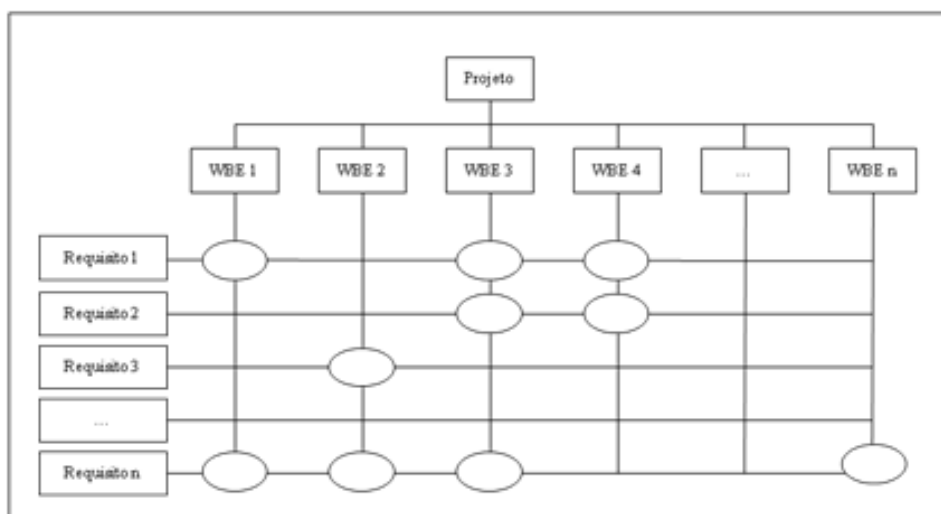 Projeto
WBE 1
WBE 2
WBE 3
WBE 4
...
WBE n
Requisito 1
Requisito 2
Requisito 3
...
Requisito n